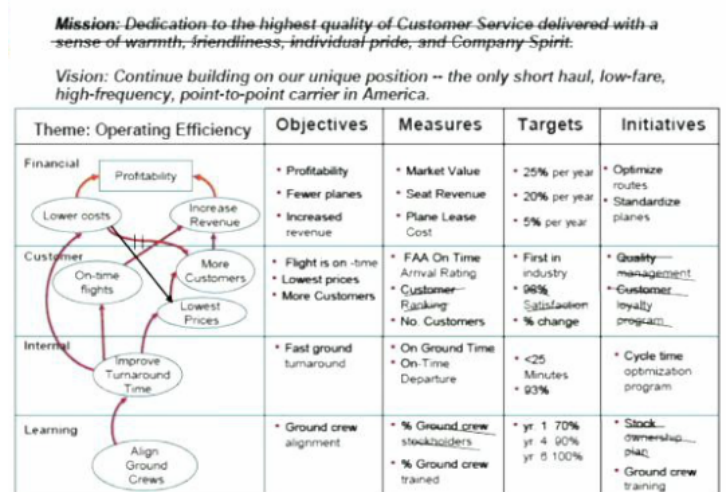 Mission: Dedication to the highest quality of Customer Service delivered with a
sense of warmth, friendliness, individual pride, and Company Spirit.
Vision: Continue building on our unique position -- the only short haul, low-fare,
high-frequency, point-to-point carrier in America.
Theme: Operating Efficiency
Objectives
Measures
Targets
Initiatives
Financial
Profitability
Lower costs
Increase
Revenue
• Profitability
• Fewer planes
• Increased
revenue
• Market Value
• Seat Revenue
• Plane Lease
Cost
• 25% per year
• 20% per year
• 5% per year
• Optimize
routes
• Standardize
planes
Customer
On-time
flights
More
Customers
Lowest
Prices
• Flight is on -time
• Lowest prices
• More Customers
• FAA On Time
Arrival Rating
• Customer
Ranking
• No. Customers
• First in
industry
• 98%
Satisfaction
• % change
• Quality
management
• Customer
loyalty
program
Internal
Improve
Turnaround
Time
• Fast ground
turnaround
• On Ground Time
• On-Time
Departure
• <25
Minutes
• 93%
• Cycle time
optimization
program
Learning
Align
Ground
Crews
• Ground crew
alignment
• % Ground crew
stockholders
• % Ground crew
trained
• yr. 1 70%
yr. 4 90%
yr. 6 100%
• Stock
ownership
plan
• Ground crew
training